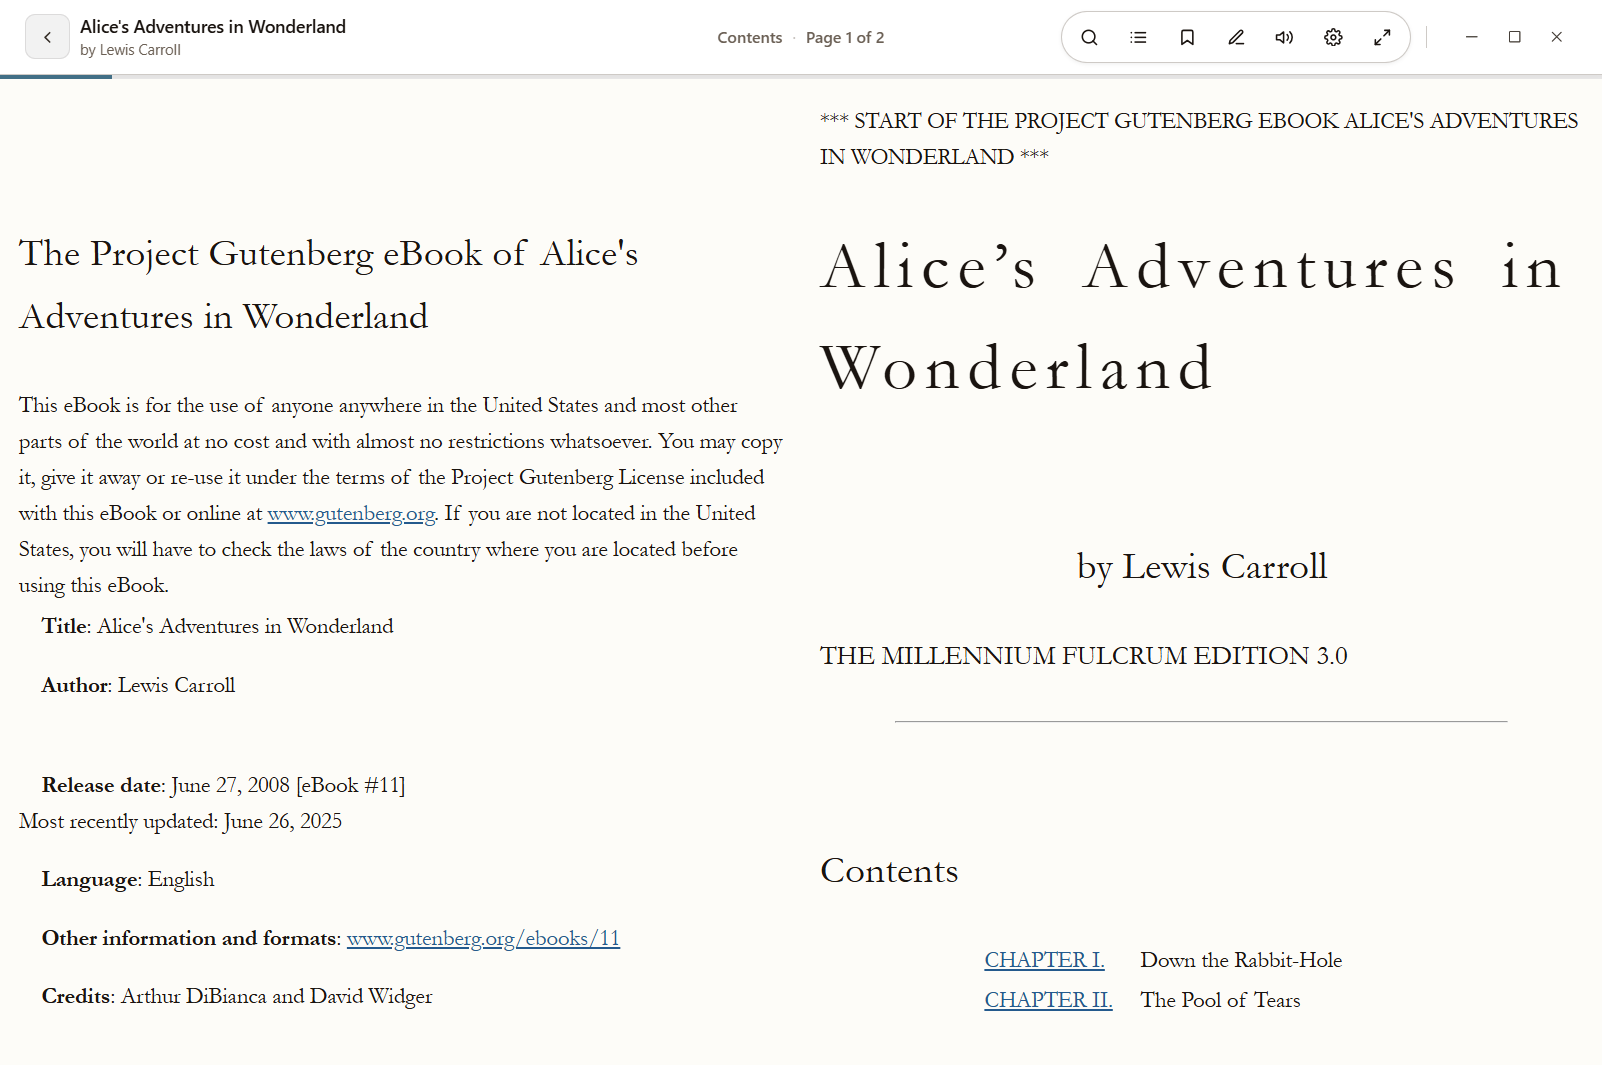 Alice's Adventures in Wonderland
by Lewis Carroll
Contents · Page 1 of 2
The Project Gutenberg eBook of Alice's
Adventures in Wonderland
This eBook is for the use of anyone anywhere in the United States and most other
parts of the world at no cost and with almost no restrictions whatsoever. You may copy
it, give it away or re-use it under the terms of the Project Gutenberg License included
with this eBook or online at www.gutenberg.org. If you are not located in the United
States, you will have to check the laws of the country where you are located before
using this eBook.
Title: Alice's Adventures in Wonderland
Author: Lewis Carroll
Release date: June 27, 2008 [eBook #11]
Most recently updated: June 26, 2025
Language: English
Other information and formats: www.gutenberg.org/ebooks/11
Credits: Arthur DiBianca and David Widger
*** START OF THE PROJECT GUTENBERG EBOOK ALICE'S ADVENTURES
IN WONDERLAND ***
Alice’s Adventures in
Wonderland
by Lewis Carroll
THE MILLENNIUM FULCRUM EDITION 3.0
Contents
CHAPTER I. Down the Rabbit-Hole
CHAPTER II. The Pool of Tears